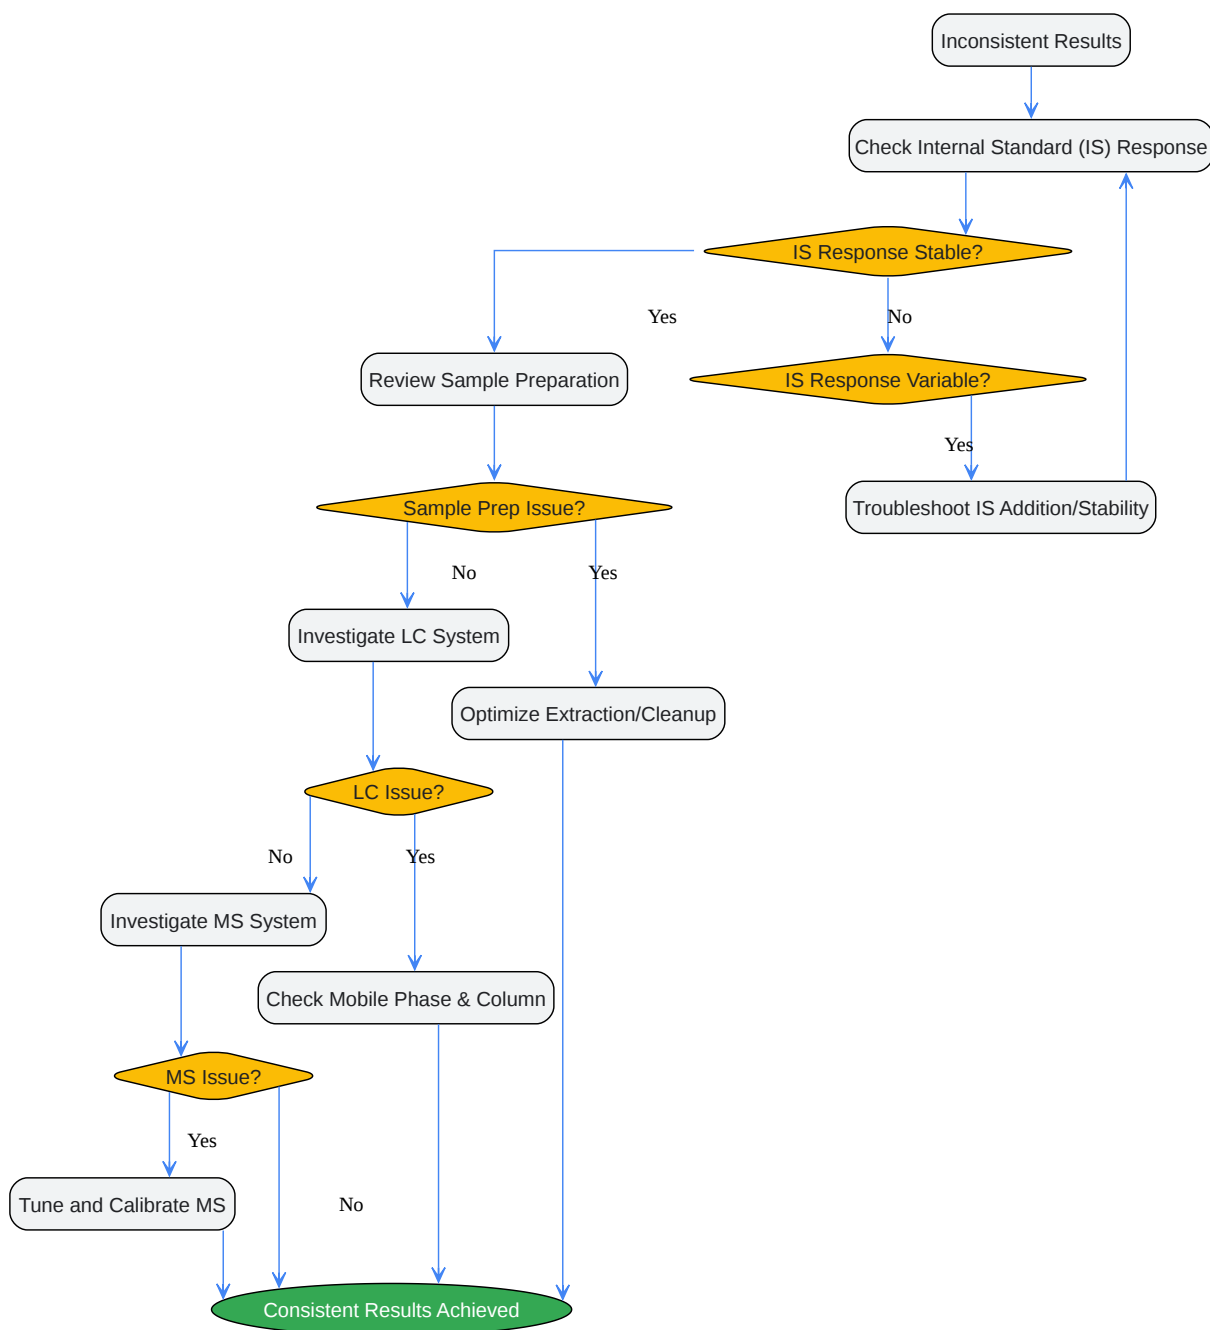 Inconsistent Results
Check Internal Standard (IS) Response
IS Response Stable?
Yes
No
Review Sample Preparation
IS Response Variable?
Yes
Sample Prep Issue?
Troubleshoot IS Addition/Stability
No
Yes
Investigate LC System
Optimize Extraction/Cleanup
LC Issue?
No
Yes
Investigate MS System
Check Mobile Phase & Column
MS Issue?
Yes
Tune and Calibrate MS
No
Consistent Results Achieved